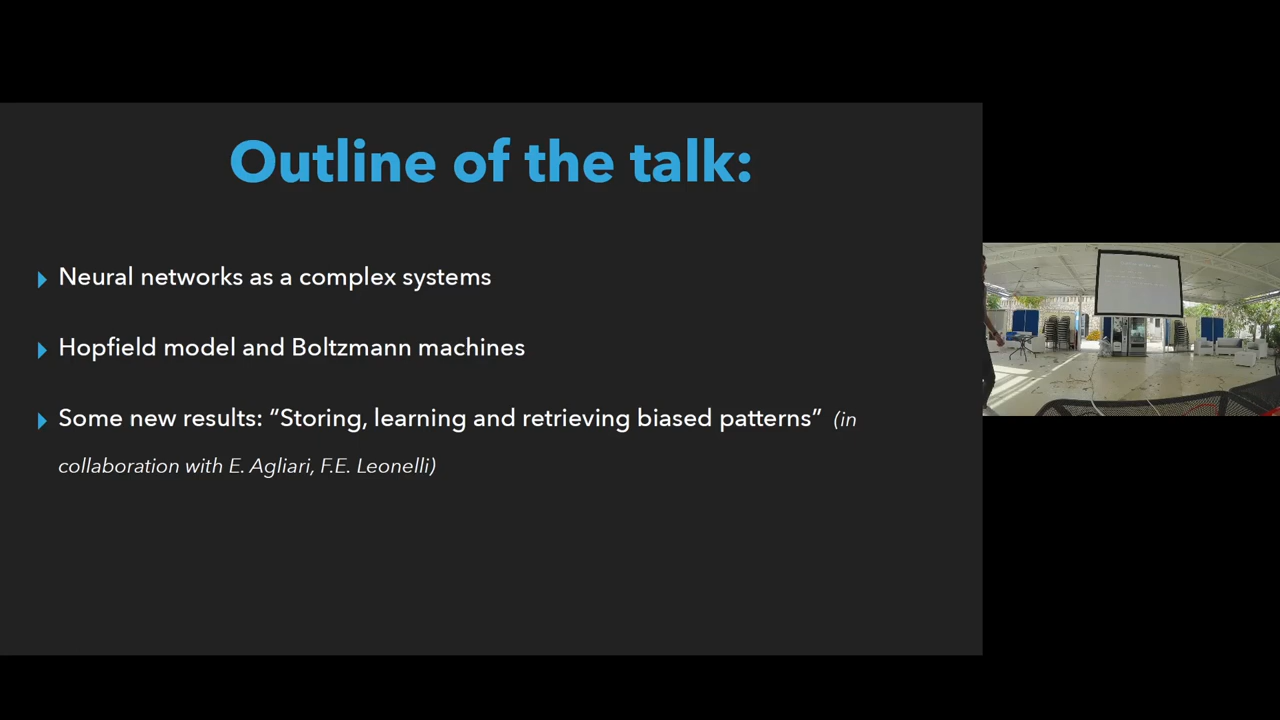 Outline of the talk:
Neural networks as a complex systems
Hopfield model and Boltzmann machines
Some new results: “Storing, learning and retrieving biased patterns” (in
collaboration with E. Agliari, F.E. Leonelli)